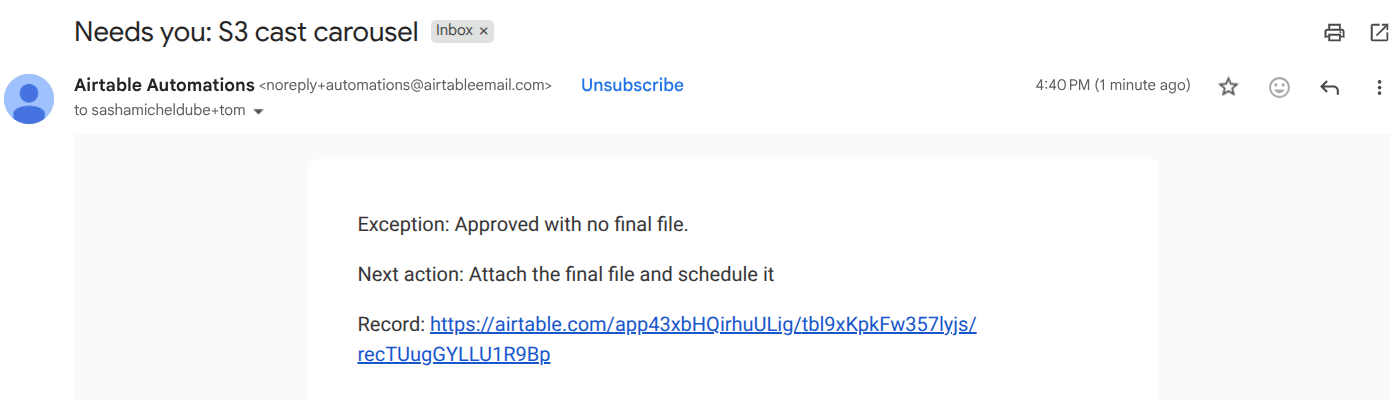 Needs you: S3 cast carousel Inbox ×
Airtable Automations <noreply+automations@airtableemail.com> Unsubscribe 4:40 PM (1 minute ago)
to sashamicheldube+tom
Exception: Approved with no final file.
Next action: Attach the final file and schedule it
Record: https://airtable.com/app43xbHQirhuULig/tbl9xKpkFw357lyjs/
recTUugGYLLU1R9Bp